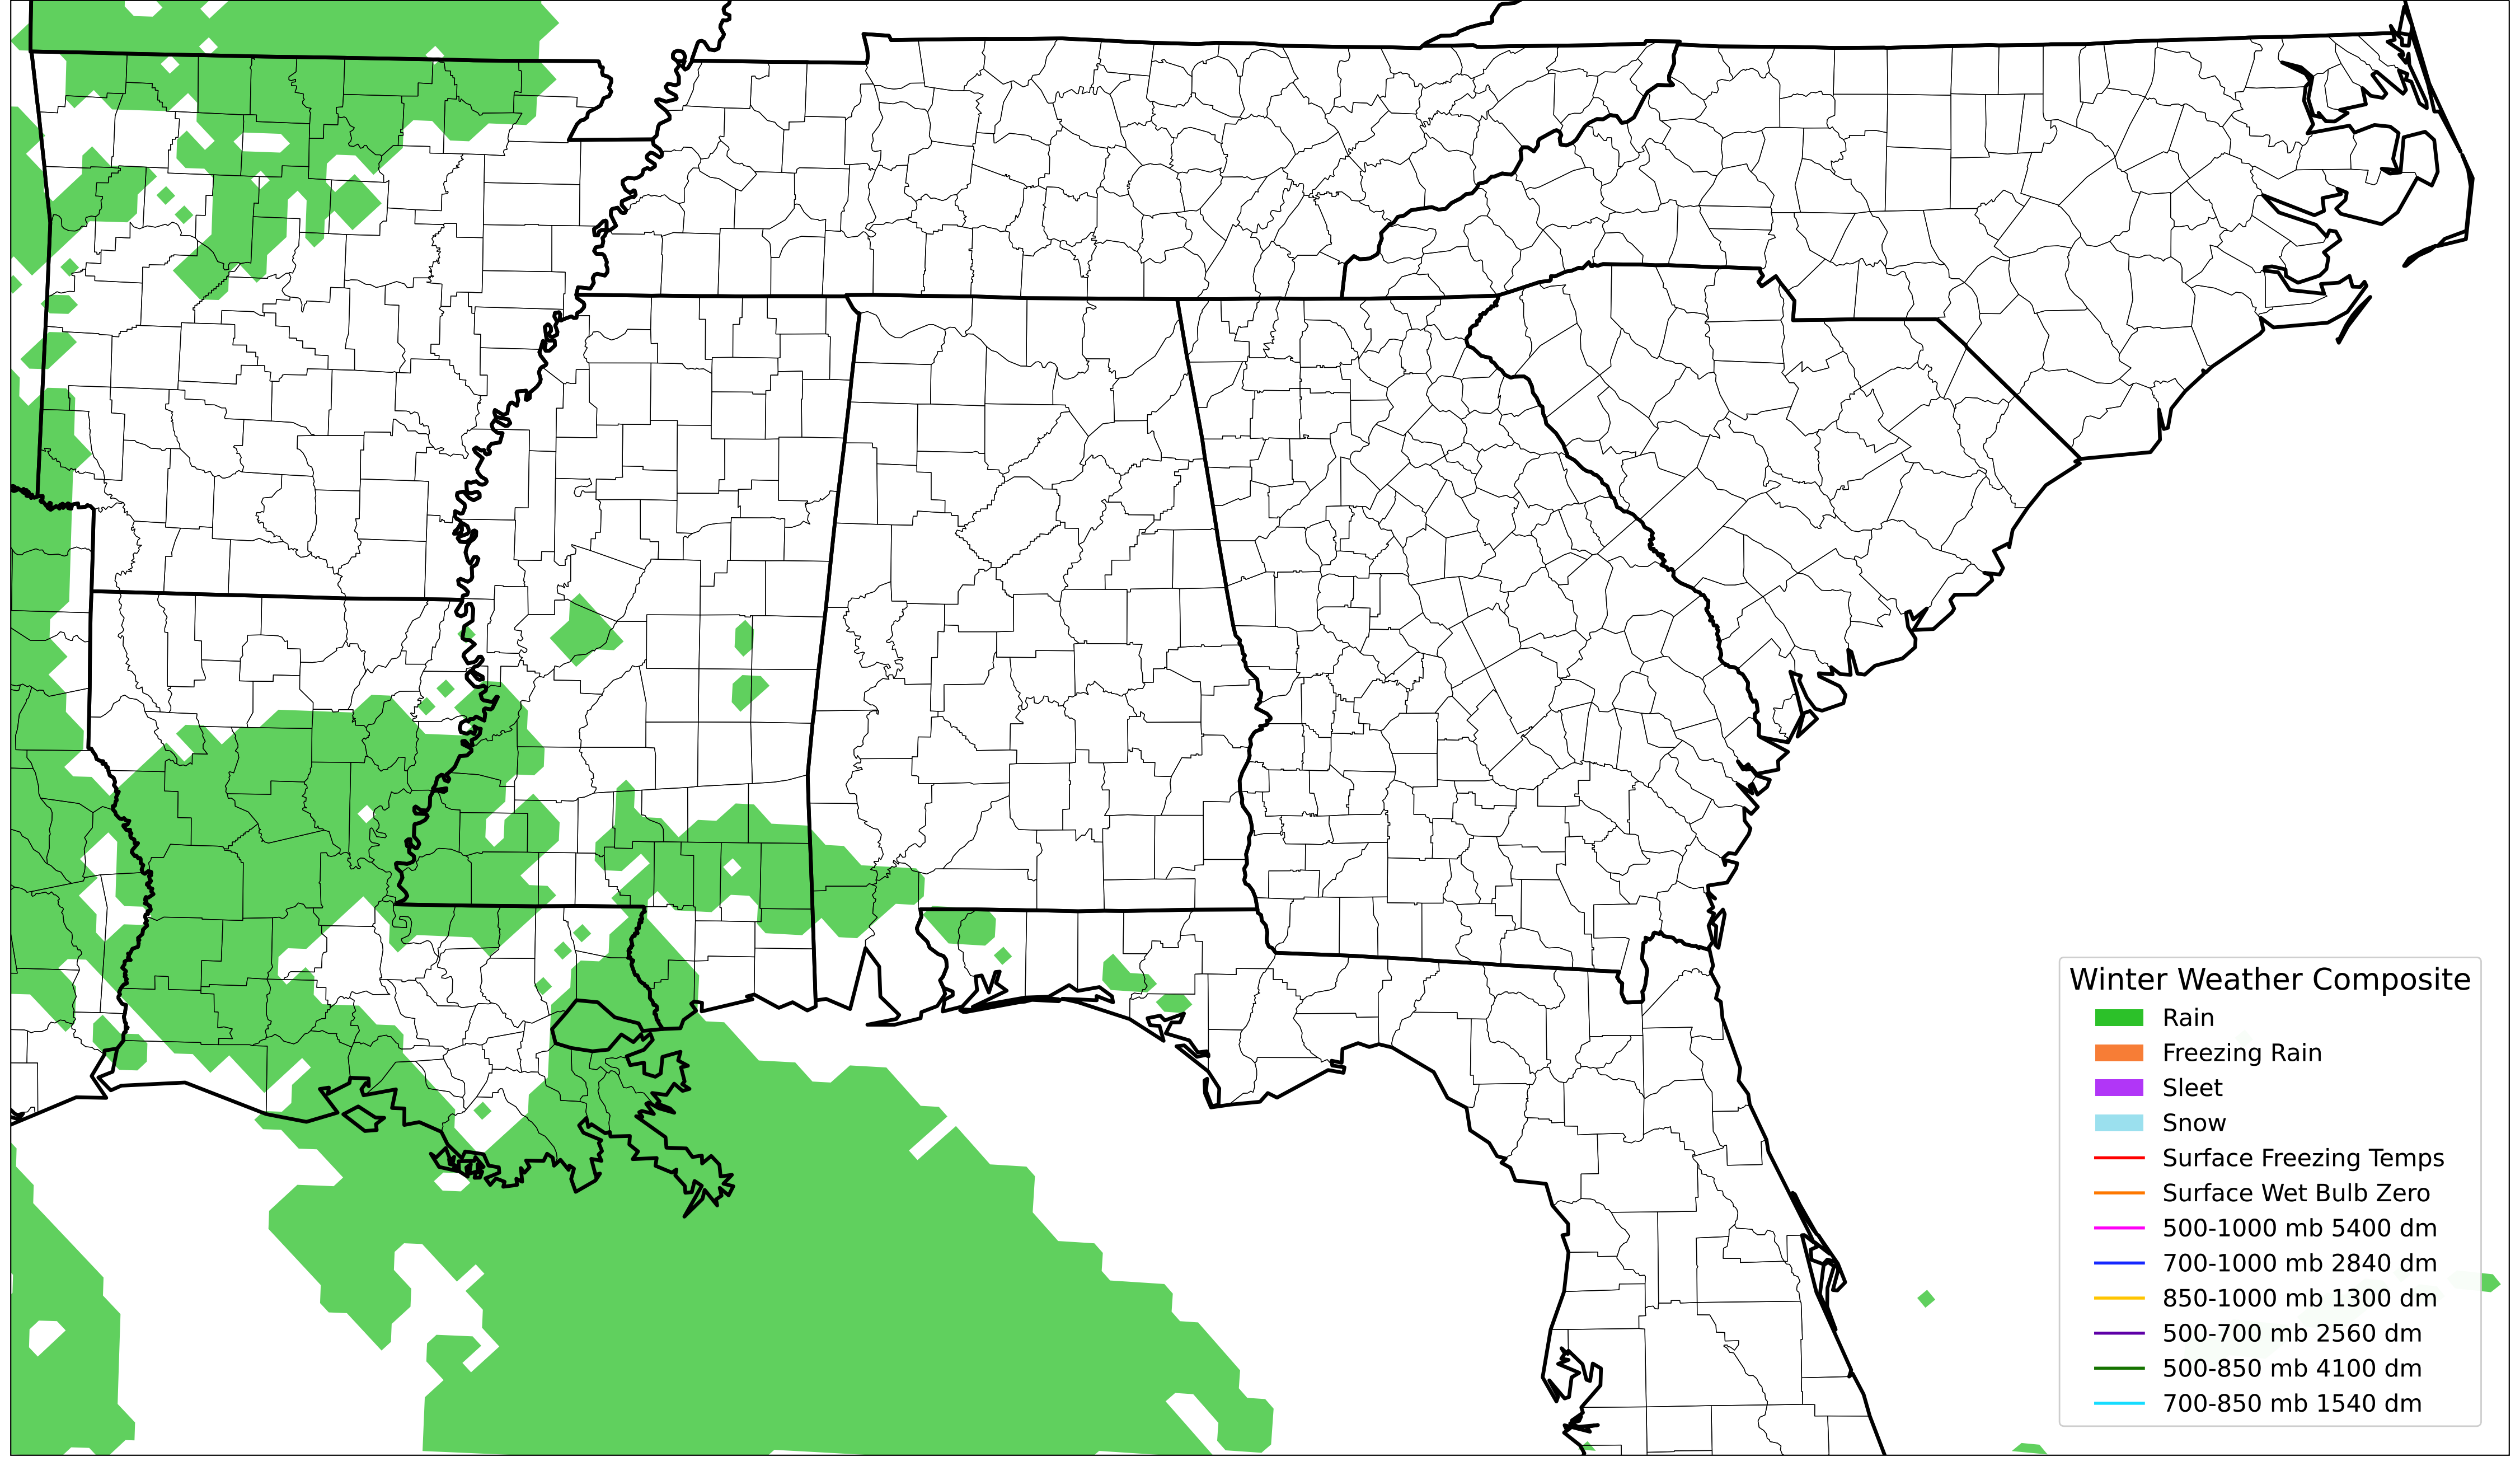 Winter Weather Composite
Rain
Freezing Rain
Sleet
Snow
Surface Freezing Temps
Surface Wet Bulb Zero
500-1000 mb 5400 dm
700-1000 mb 2840 dm
850-1000 mb 1300 dm
500-700 mb 2560 dm
500-850 mb 4100 dm
700-850 mb 1540 dm